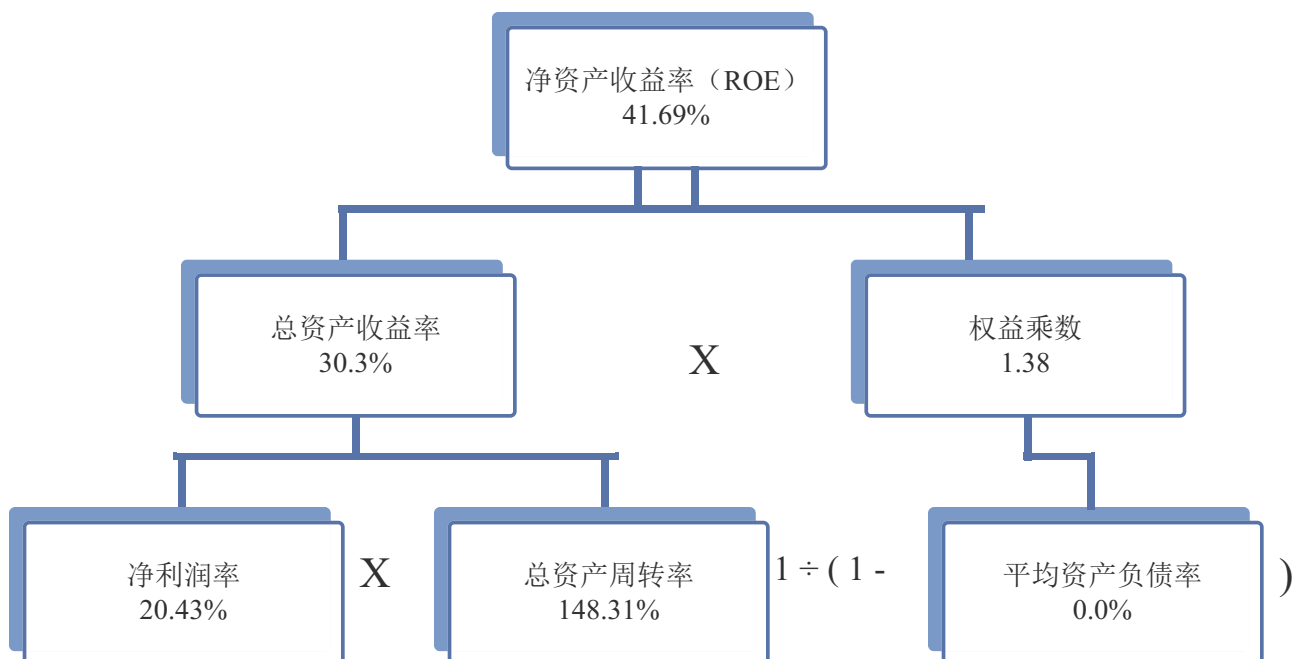 净资产收益率（ROE）
41.69%
总资产收益率
30.3%
X
权益乘数
1.38
净利润率
20.43%
X
总资产周转率
148.31%
1 ÷ ( 1 -
平均资产负债率
0.0%
)